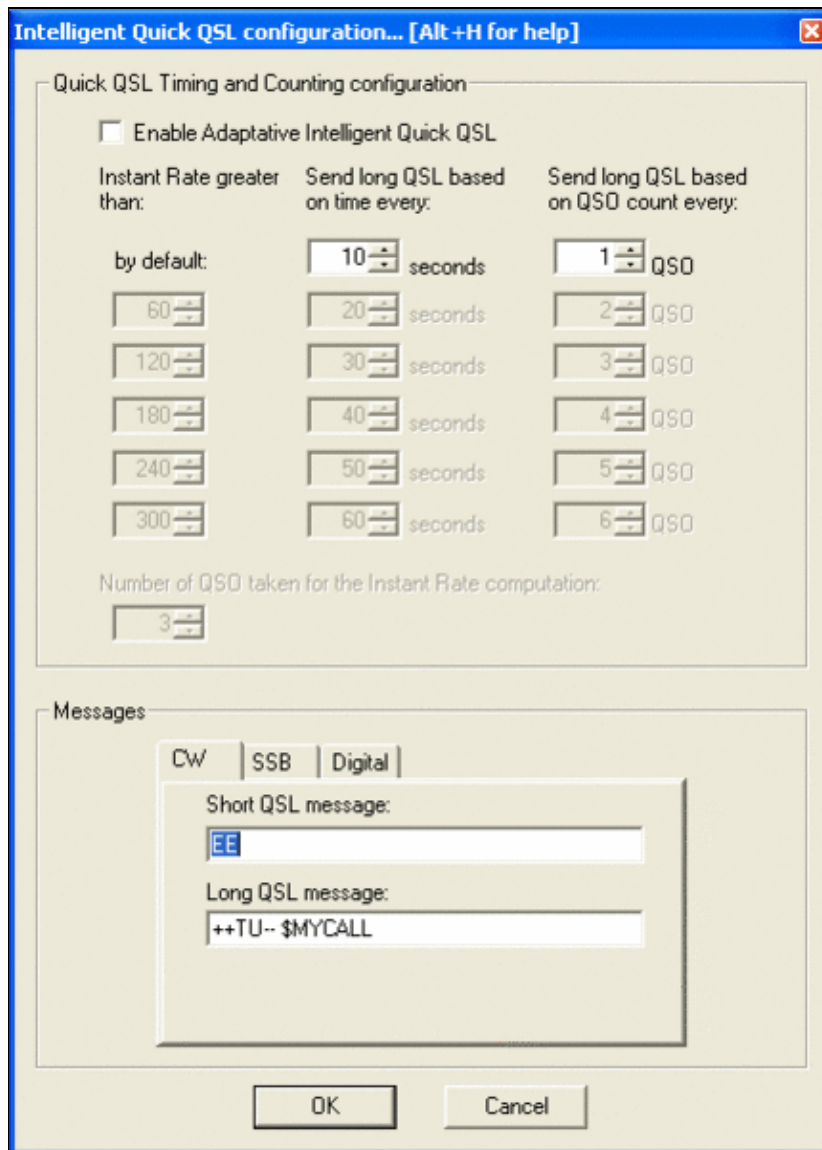 Intelligent Quick QSL configuration... [Alt+H for help]
Quick QSL Timing and Counting configuration
Enable Adaptative Intelligent Quick QSL
Instant Rate greater than:
Send long QSL based on time every:
Send long QSL based on QSO count every:
by default: 10 seconds 1 QSO
60 20 seconds 2 QSO
120 30 seconds 3 QSO
180 40 seconds 4 QSO
240 50 seconds 5 QSO
300 60 seconds 6 QSO
Number of QSO taken for the Instant Rate computation:
3
Messages
CW SSB Digital
Short QSL message:
EE
Long QSL message:
++TU-- $MYCALL
OK Cancel